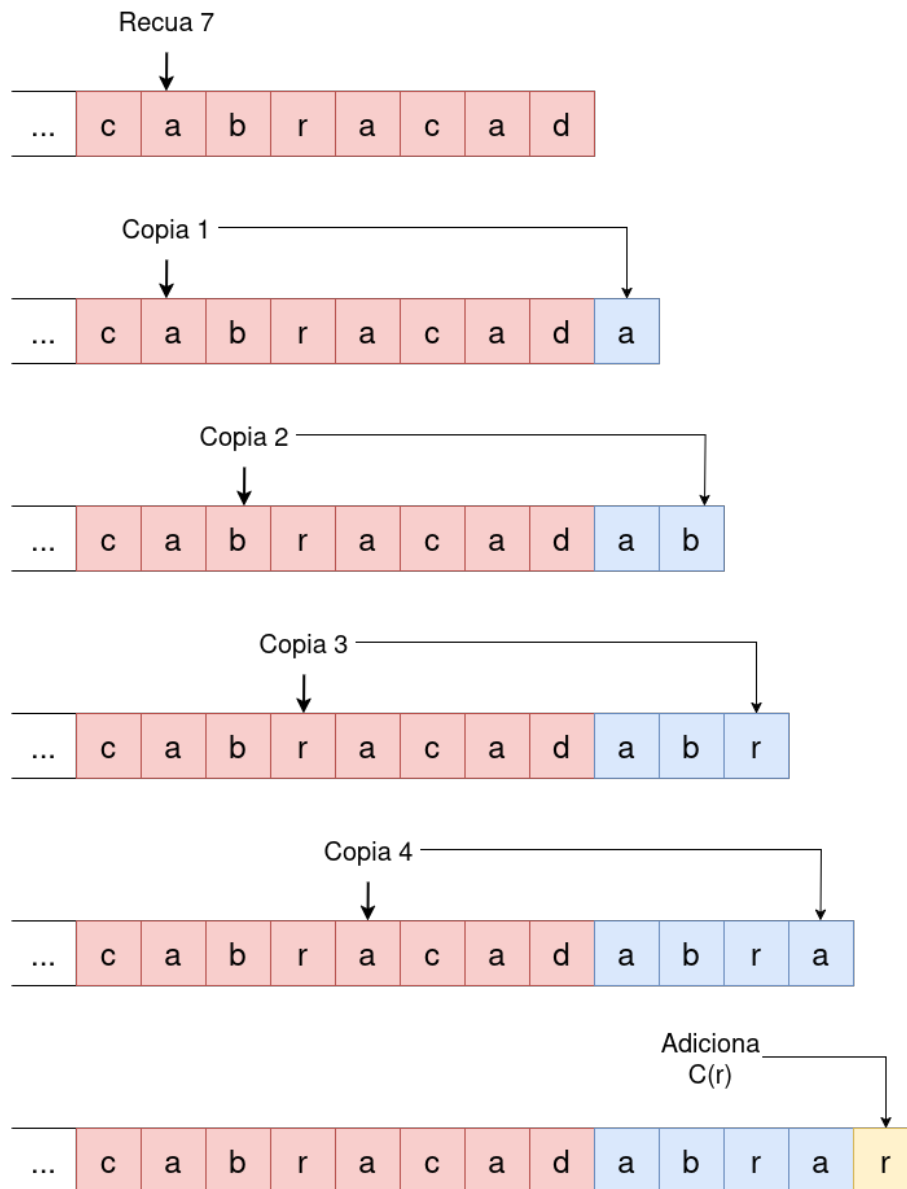 Recua 7
... c a b r a c a d
Copia 1
... c a b r a c a d a
Copia 2
... c a b r a c a d a b
Copia 3
... c a b r a c a d a b r
Copia 4
... c a b r a c a d a b r a
Adiciona
C(r)
... c a b r a c a d a b r a r